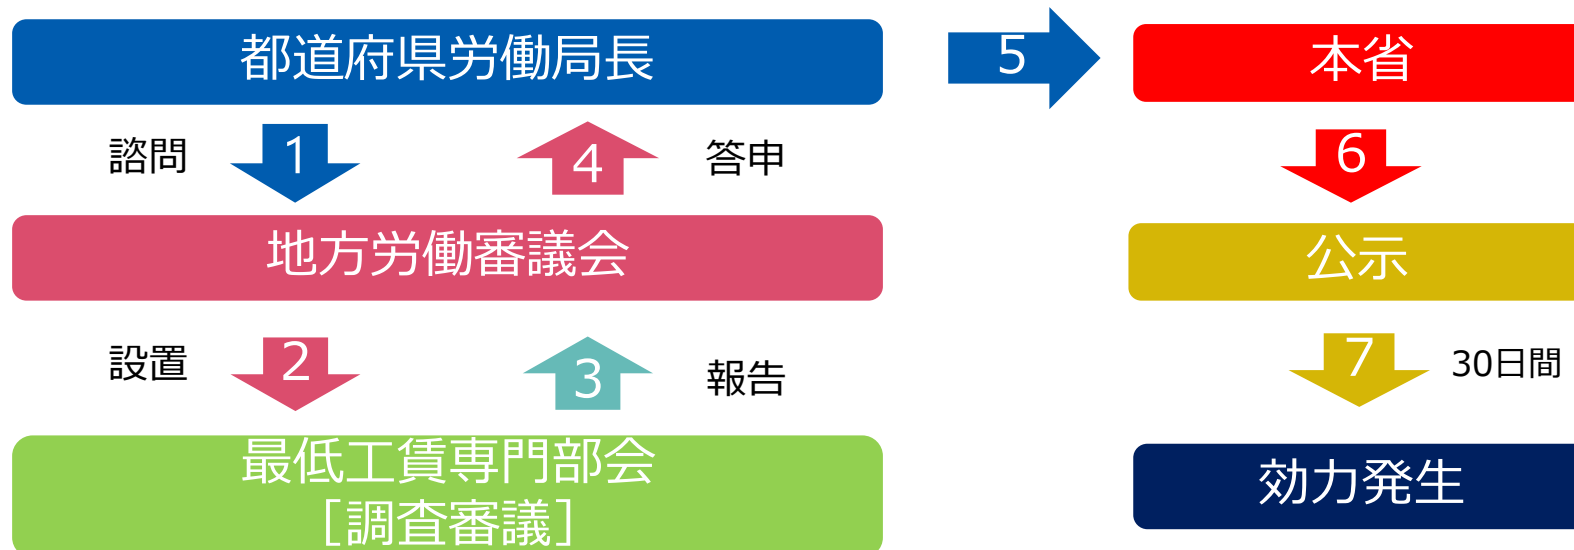 都道府県労働局長
5
本省
諮問
1
4
答申
6
地方労働審議会
公示
設置
2
3
報告
7
30日間
最低工賃専門部会
［調査審議］
効力発生